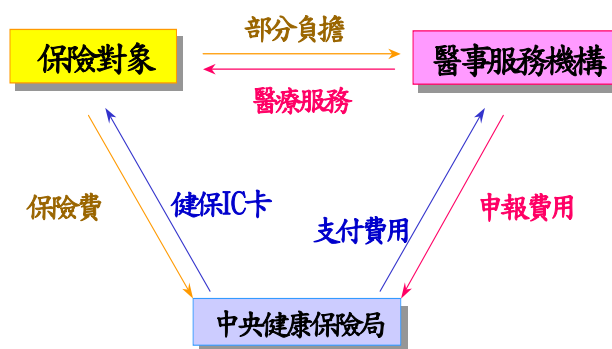 部分負擔
保險對象
醫事服務機構
醫療服務
保險費
健保IC卡
支付費用
申報費用
中央健康保險局